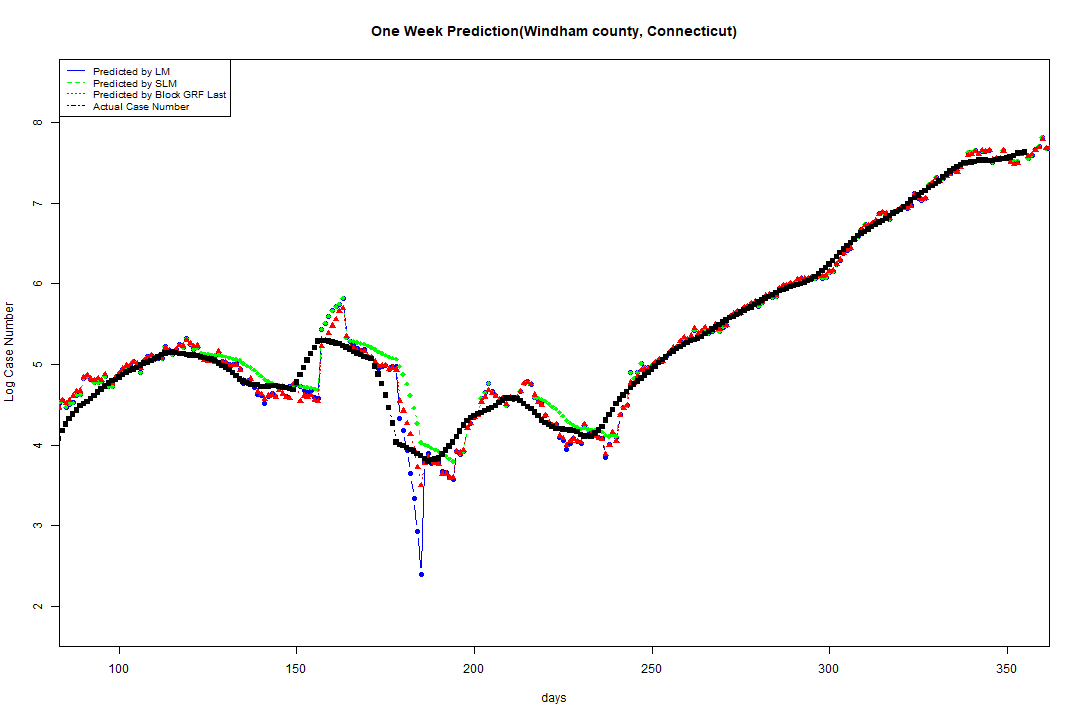 One Week Prediction(Windham county, Connecticut)
Predicted by LM
Predicted by SLM
Predicted by Block GRF Last
Actual Case Number
8
7
6
5
4
3
2
Log Case Number
100 150 200 250 300 350
days